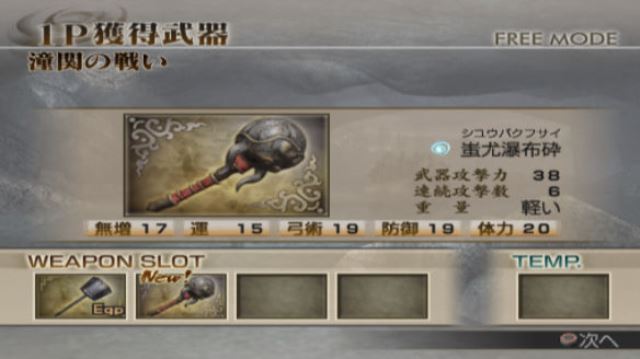 1P獲得武器
FREE MODE
潼関の戦い
シユウバクフサイ
蚩尤瀑布砕
武器攻撃力 38
連続攻撃数 6
重量 軽い
無増 17 運 15 弓術 19 防御 19 体力 20
WEAPON SLOT
TEMP.
New!
Eqp
次へ